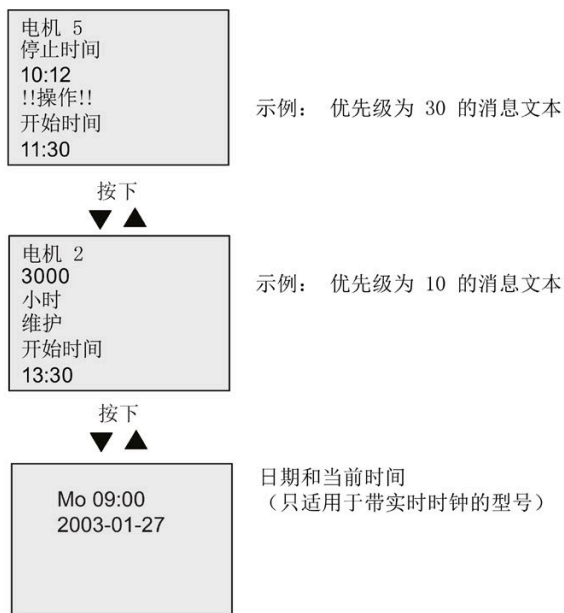 电机 5
停止时间
10:12
!!操作!!
开始时间
11:30
示例： 优先级为 30 的消息文本
按下
▼ ▲
电机 2
3000
小时
维护
开始时间
13:30
示例： 优先级为 10 的消息文本
按下
▼ ▲
Mo 09:00
2003-01-27
日期和当前时间
（只适用于带实时时钟的型号）